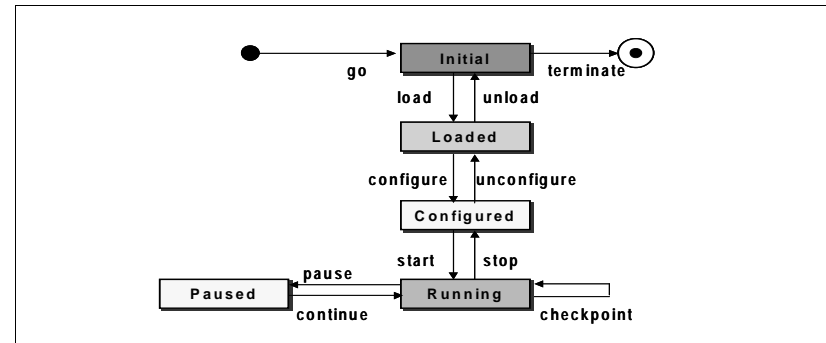 Initial
go
terminate
load
unload
Loaded
configure
unconfigure
Configured
start
stop
pause
Paused
Running
continue
checkpoint